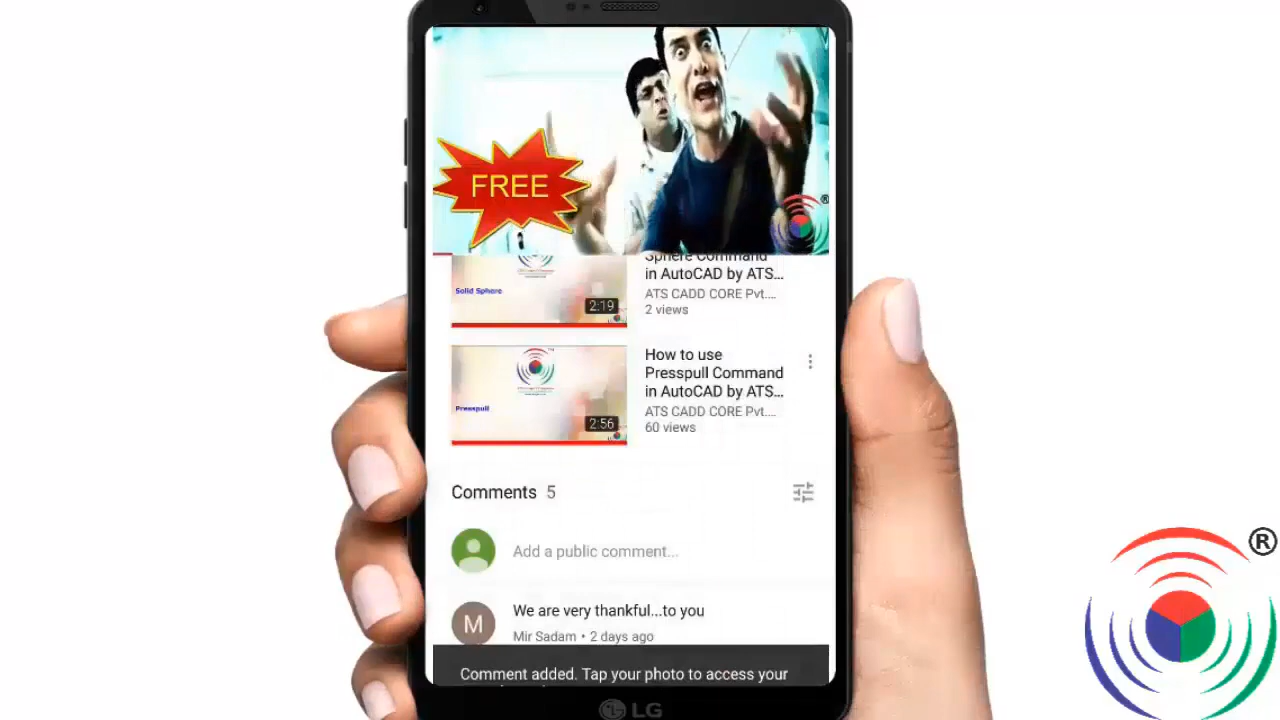 FREE
®
Sphere Command
in AutoCAD by ATS...
ATS CADD CORE Pvt....
2 views
Solid Sphere
2:19
How to use
Presspull Command
in AutoCAD by ATS...
ATS CADD CORE Pvt....
60 views
Presspull
2:56
Comments 5
Add a public comment...
M
We are very thankful...to you
Mir Sadam • 2 days ago
Comment added. Tap your photo to access your
LG
®